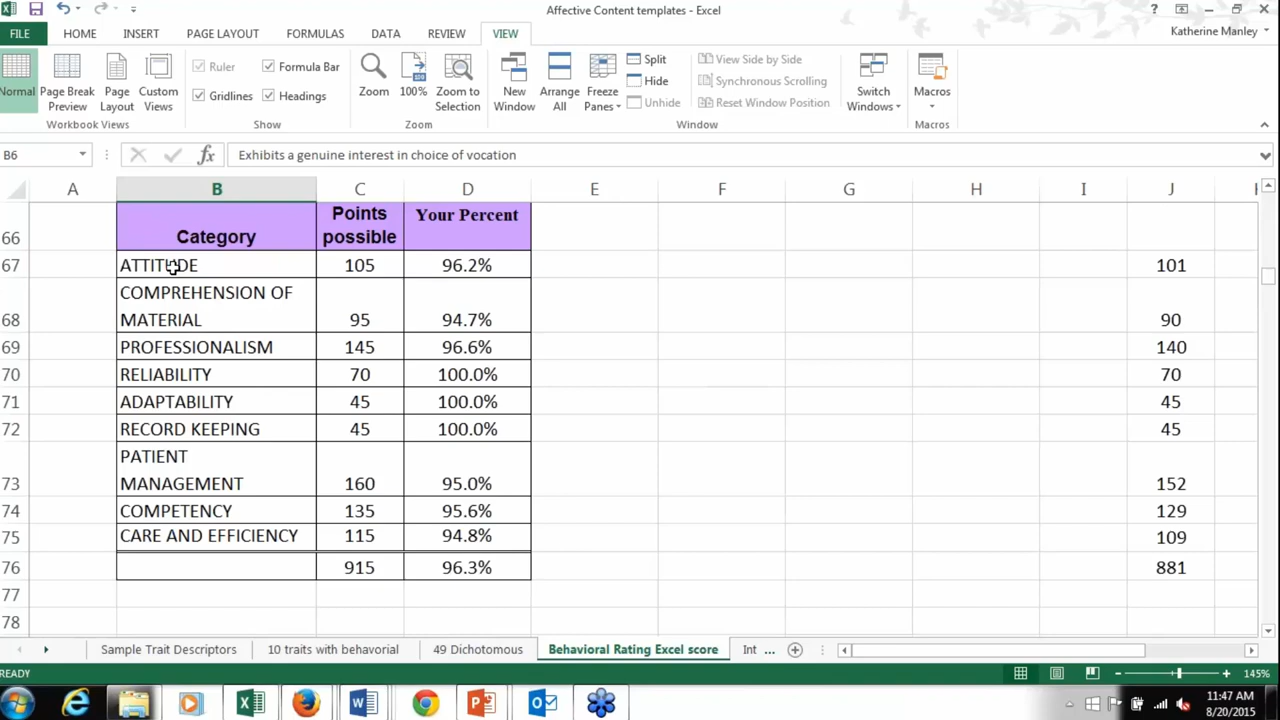 Affective Content templates - Excel
Katherine Manley
FILE HOME INSERT PAGE LAYOUT FORMULAS DATA REVIEW VIEW
Normal
Page Break
Preview
Page
Layout
Custom
Views
Workbook Views
Ruler
Formula Bar
Gridlines
Headings
Show
Zoom
100%
Zoom to
Selection
Zoom
New
Window
Arrange
All
Freeze
Panes
Split
Hide
Unhide
View Side by Side
Synchronous Scrolling
Reset Window Position
Window
Switch
Windows
Macros
Macros
B6
fx
Exhibits a genuine interest in choice of vocation
A B C D E F G H I J
66 Category Points possible Your Percent
67 ATTITUDE 105 96.2% 101
68 COMPREHENSION OF MATERIAL 95 94.7% 90
69 PROFESSIONALISM 145 96.6% 140
70 RELIABILITY 70 100.0% 70
71 ADAPTABILITY 45 100.0% 45
72 RECORD KEEPING 45 100.0% 45
73 PATIENT MANAGEMENT 160 95.0% 152
74 COMPETENCY 135 95.6% 129
75 CARE AND EFFICIENCY 115 94.8% 109
76 915 96.3% 881
77
78
Sample Trait Descriptors 10 traits with behavorial 49 Dichotomous Behavioral Rating Excel score Int ...
READY
145%
11:47 AM
8/20/2015